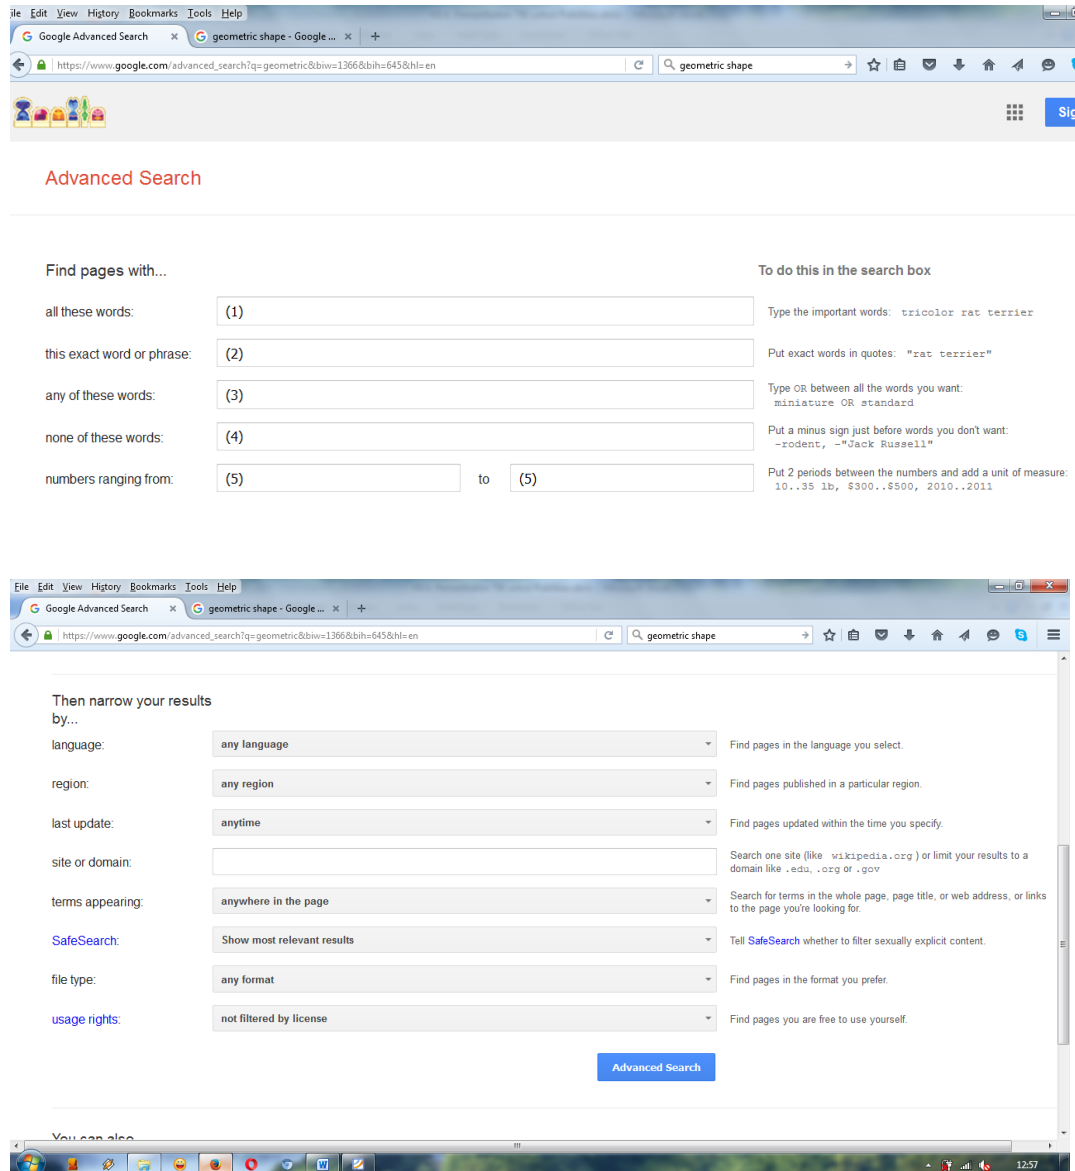 ile Edit View History Bookmarks Tools Help
Google Advanced Search × geometric shape - Google ... × +
https://www.google.com/advanced_search?q=geometric&biw=1366&bih=645&hl=en geometric shape
Sig
Advanced Search
Find pages with... To do this in the search box
all these words: (1) Type the important words: tricolor rat terrier
this exact word or phrase: (2) Put exact words in quotes: "rat terrier"
any of these words: (3) Type OR between all the words you want:
miniature OR standard
none of these words: (4) Put a minus sign just before words you don't want:
-rodent, -"Jack Russell"
numbers ranging from: (5) to (5) Put 2 periods between the numbers and add a unit of measure:
10..35 lb, $300..$500, 2010..2011
File Edit View History Bookmarks Tools Help
Google Advanced Search × geometric shape - Google ... × +
https://www.google.com/advanced_search?q=geometric&biw=1366&bih=645&hl=en geometric shape
Then narrow your results
by...
language: any language Find pages in the language you select.
region: any region Find pages published in a particular region.
last update: anytime Find pages updated within the time you specify.
site or domain: Search one site (like wikipedia.org ) or limit your results to a
domain like .edu, .org or .gov
terms appearing: anywhere in the page Search for terms in the whole page, page title, or web address, or links
to the page you're looking for.
SafeSearch: Show most relevant results Tell SafeSearch whether to filter sexually explicit content.
file type: any format Find pages in the format you prefer.
usage rights: not filtered by license Find pages you are free to use yourself.
Advanced Search
You can also
12:57